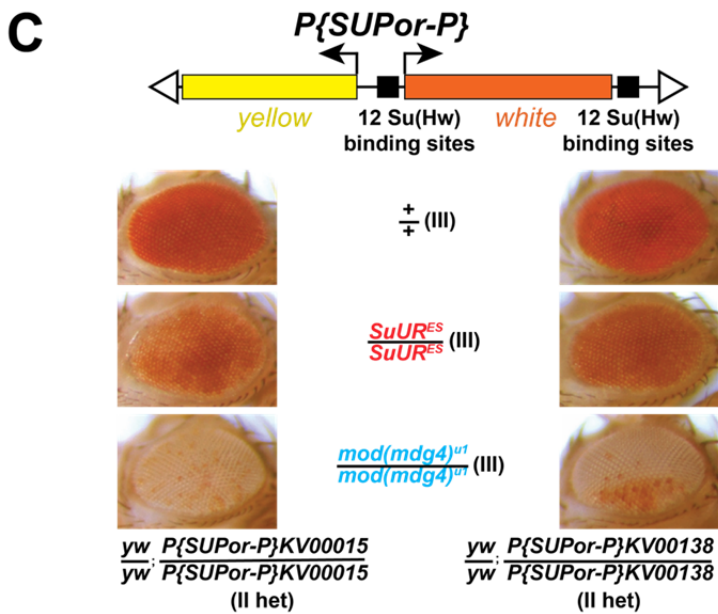 C
P{SUPor-P}
yellow
12 Su(Hw)
binding sites
white
12 Su(Hw)
binding sites
+
+
(III)
SuUR^ES
SuUR^ES
(III)
mod(mdg4)^u1
mod(mdg4)^u1
(III)
yw
yw
;
P{SUPor-P}KV00015
P{SUPor-P}KV00015
(II het)
yw
yw
;
P{SUPor-P}KV00138
P{SUPor-P}KV00138
(II het)